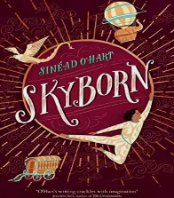 SINÉAD O'HART
SKYBORN
"O'Hart's writing crackles with imagination"